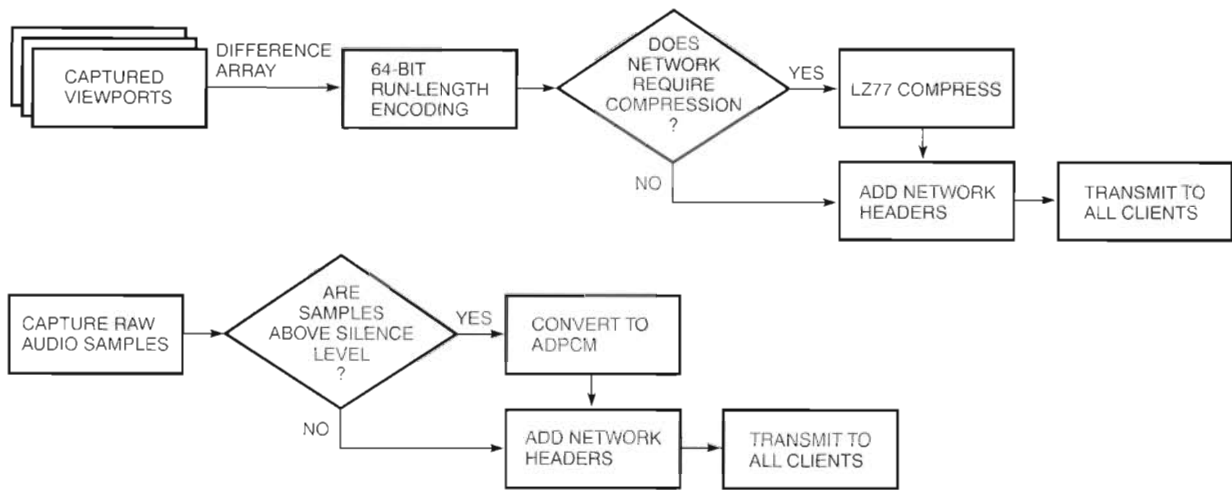 CAPTURED
VIEWPORTS
DIFFERENCE
ARRAY
64-BIT
RUN-LENGTH
ENCODING
DOES
NETWORK
REQUIRE
COMPRESSION
?
YES
LZ77 COMPRESS
NO
ADD NETWORK
HEADERS
TRANSMIT TO
ALL CLIENTS
CAPTURE RAW
AUDIO SAMPLES
ARE
SAMPLES
ABOVE SILENCE
LEVEL
?
YES
CONVERT TO
ADPCM
NO
ADD NETWORK
HEADERS
TRANSMIT TO
ALL CLIENTS